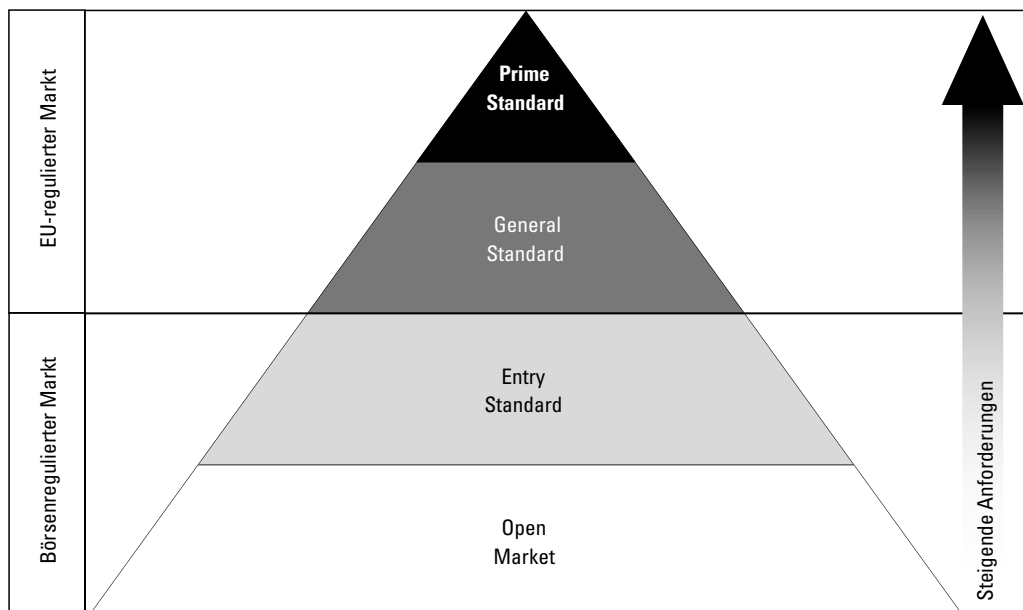 EU-regulierter Markt
Prime
Standard
General
Standard
Börsenregulierter Markt
Entry
Standard
Open
Market
Steigende Anforderungen